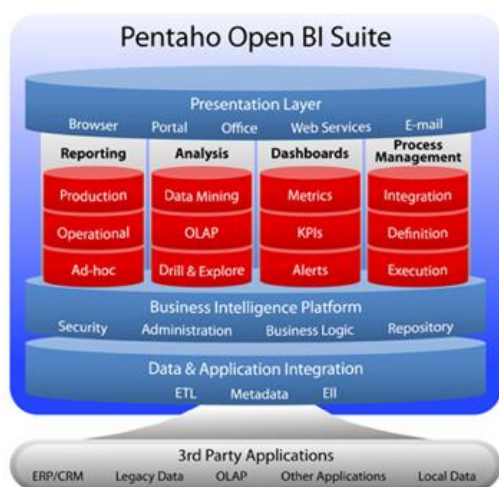 Pentaho Open BI Suite
Presentation Layer
Browser Portal Office Web Services E-mail
Reporting Analysis Dashboards Process Management
Production Data Mining Metrics Integration
Operational OLAP KPIs Definition
Ad-hoc Drill & Explore Alerts Execution
Business Intelligence Platform
Security Administration Business Logic Repository
Data & Application Integration
ETL Metadata EII
3rd Party Applications
ERP/CRM Legacy Data OLAP Other Applications Local Data